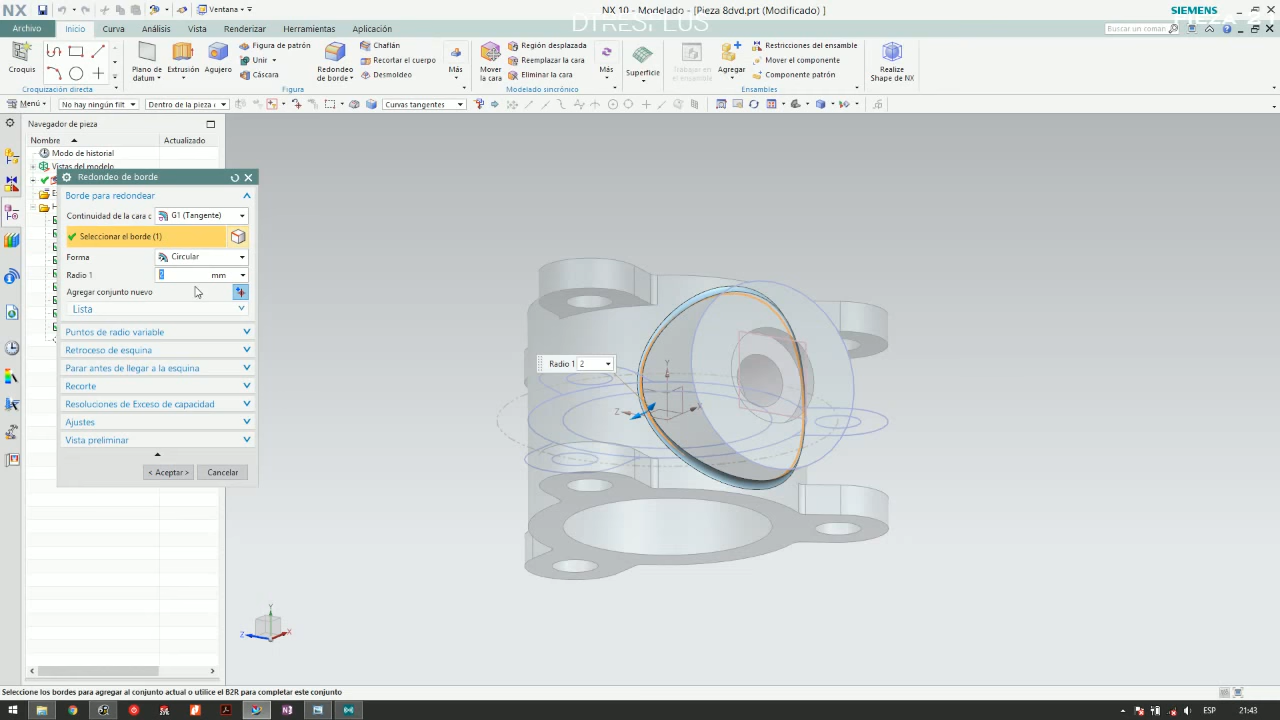 NX
Ventana
NX 10 - Modelado - [Pieza 8dvd.prt (Modificado) ]
SIEMENS
DTRESPLUS
Archivo
Inicio
Curva
Análisis
Vista
Renderizar
Herramientas
Aplicación
Buscar un roman
Croquis
Plano de datum
Extrusión
Agujero
Figura de patrón
Unir
Cáscara
Redondeo de borde
Chaflán
Recortar el cuerpo
Desmoldeo
Más
Mover la cara
Región desplazada
Reemplazar la cara
Eliminar la cara
Más
Superficie
Trabajar en el ensamble
Agregar
Restricciones del ensamble
Mover el componente
Componente patrón
Realize Shape de NX
Croquización directa
Figura
Modelado sincrónico
Ensambles
Menú
No hay ningún filt
Dentro de la pieza
Curvas tangentes
Navegador de pieza
Nombre
Actualizado
Modo de historial
Vistas del modelo
Redondeo de borde
Borde para redondear
Continuidad de la cara c
G1 (Tangente)
Seleccionar el borde (1)
Forma
Circular
Radio 1
2
mm
Agregar conjunto nuevo
Lista
Puntos de radio variable
Retroceso de esquina
Parar antes de llegar a la esquina
Recorte
Resoluciones de Exceso de capacidad
Ajustes
Vista preliminar
< Aceptar >
Cancelar
Radio 1
2
Y
Z
Y
Z
X
Seleccione los bordes para agregar al conjunto actual o utilice el B2R para completar este conjunto
ESP
21:43